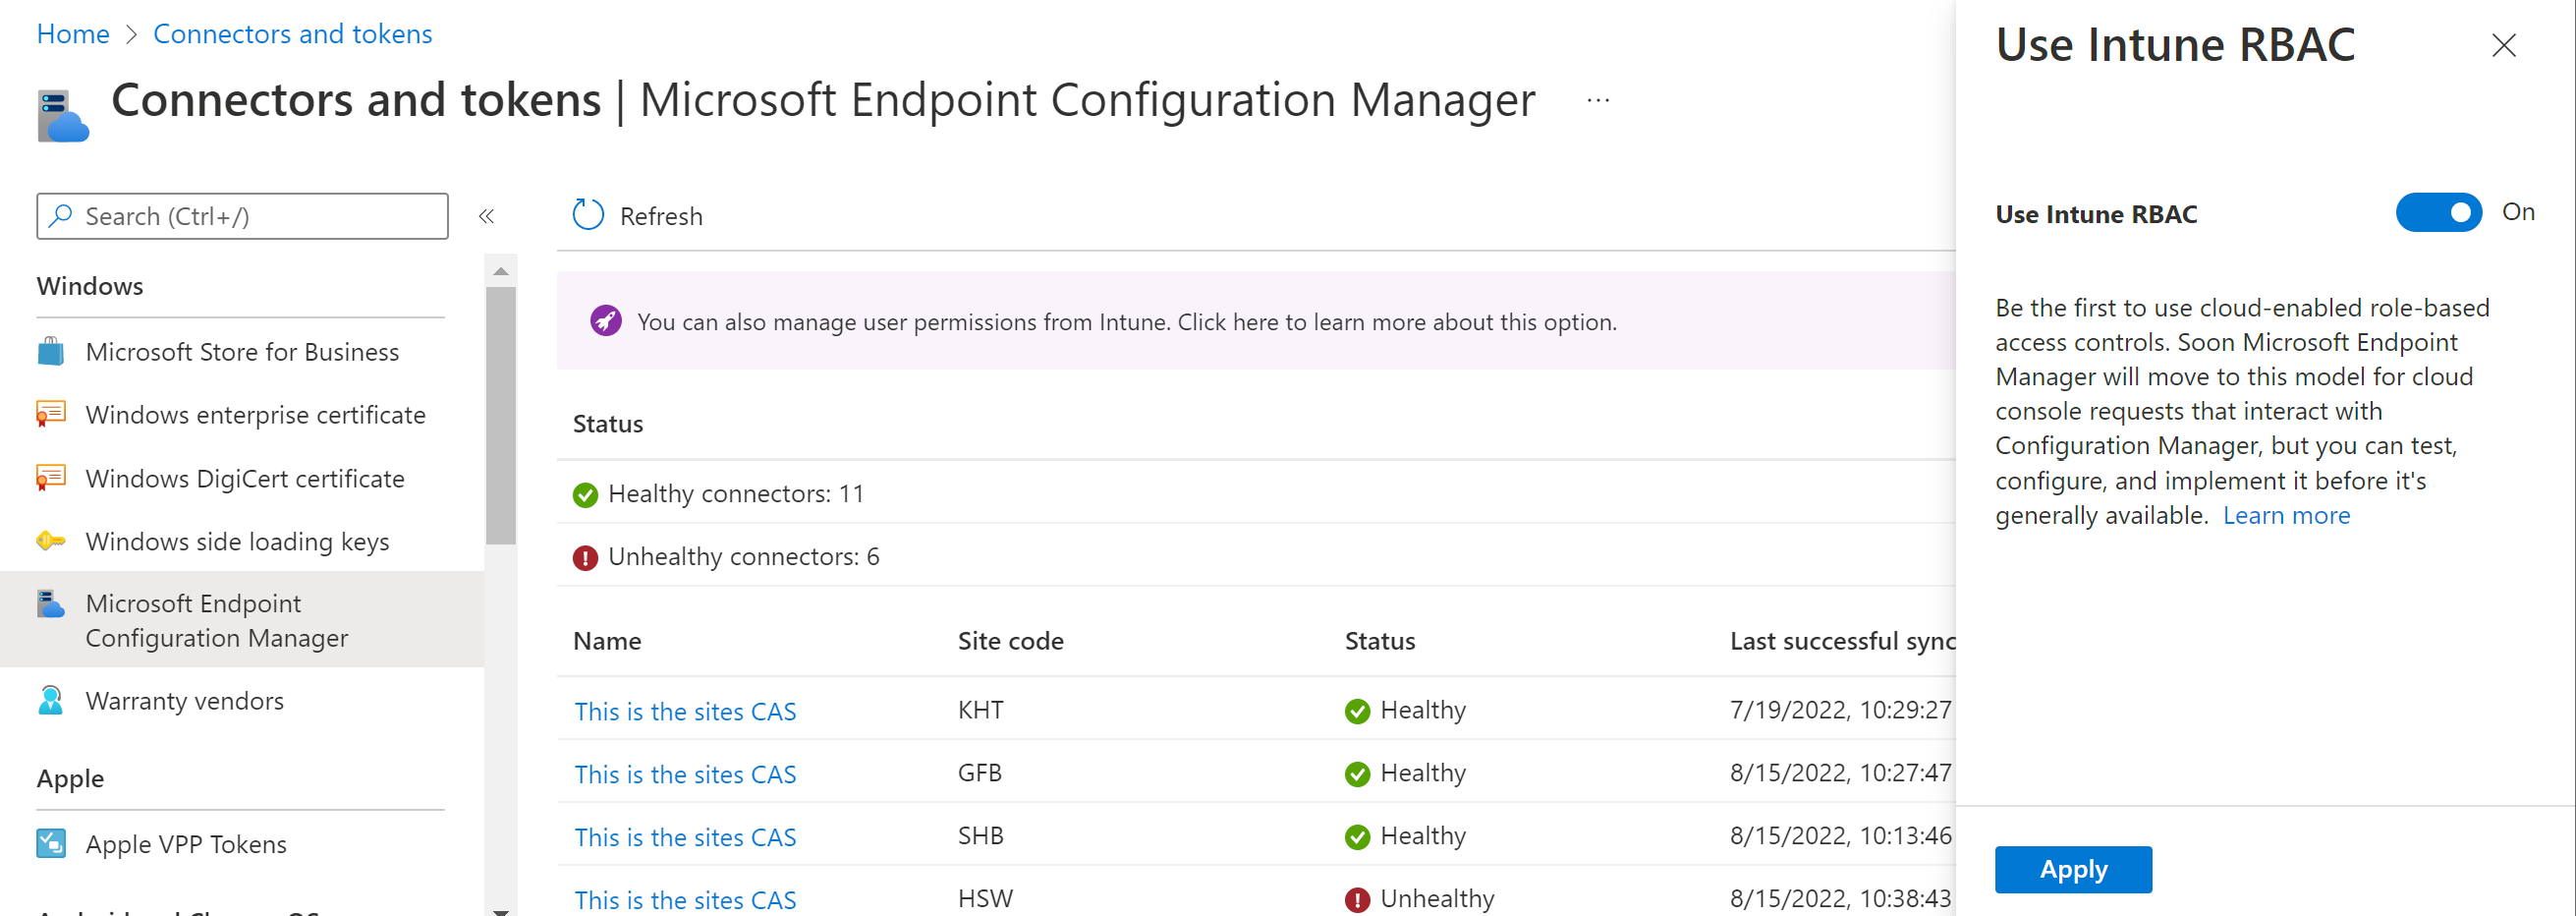 Home > Connectors and tokens
Connectors and tokens | Microsoft Endpoint Configuration Manager ...
Search (Ctrl+/)
«
Windows
Microsoft Store for Business
Windows enterprise certificate
Windows DigiCert certificate
Windows side loading keys
Microsoft Endpoint
Configuration Manager
Warranty vendors
Apple
Apple VPP Tokens
Refresh
You can also manage user permissions from Intune. Click here to learn more about this option.
Status
Healthy connectors: 11
Unhealthy connectors: 6
Name Site code Status Last successful sync
This is the sites CAS KHT Healthy 7/19/2022, 10:29:27
This is the sites CAS GFB Healthy 8/15/2022, 10:27:47
This is the sites CAS SHB Healthy 8/15/2022, 10:13:46
This is the sites CAS HSW Unhealthy 8/15/2022, 10:38:43
Use Intune RBAC
Use Intune RBAC On
Be the first to use cloud-enabled role-based
access controls. Soon Microsoft Endpoint
Manager will move to this model for cloud
console requests that interact with
Configuration Manager, but you can test,
configure, and implement it before it's
generally available. Learn more
Apply